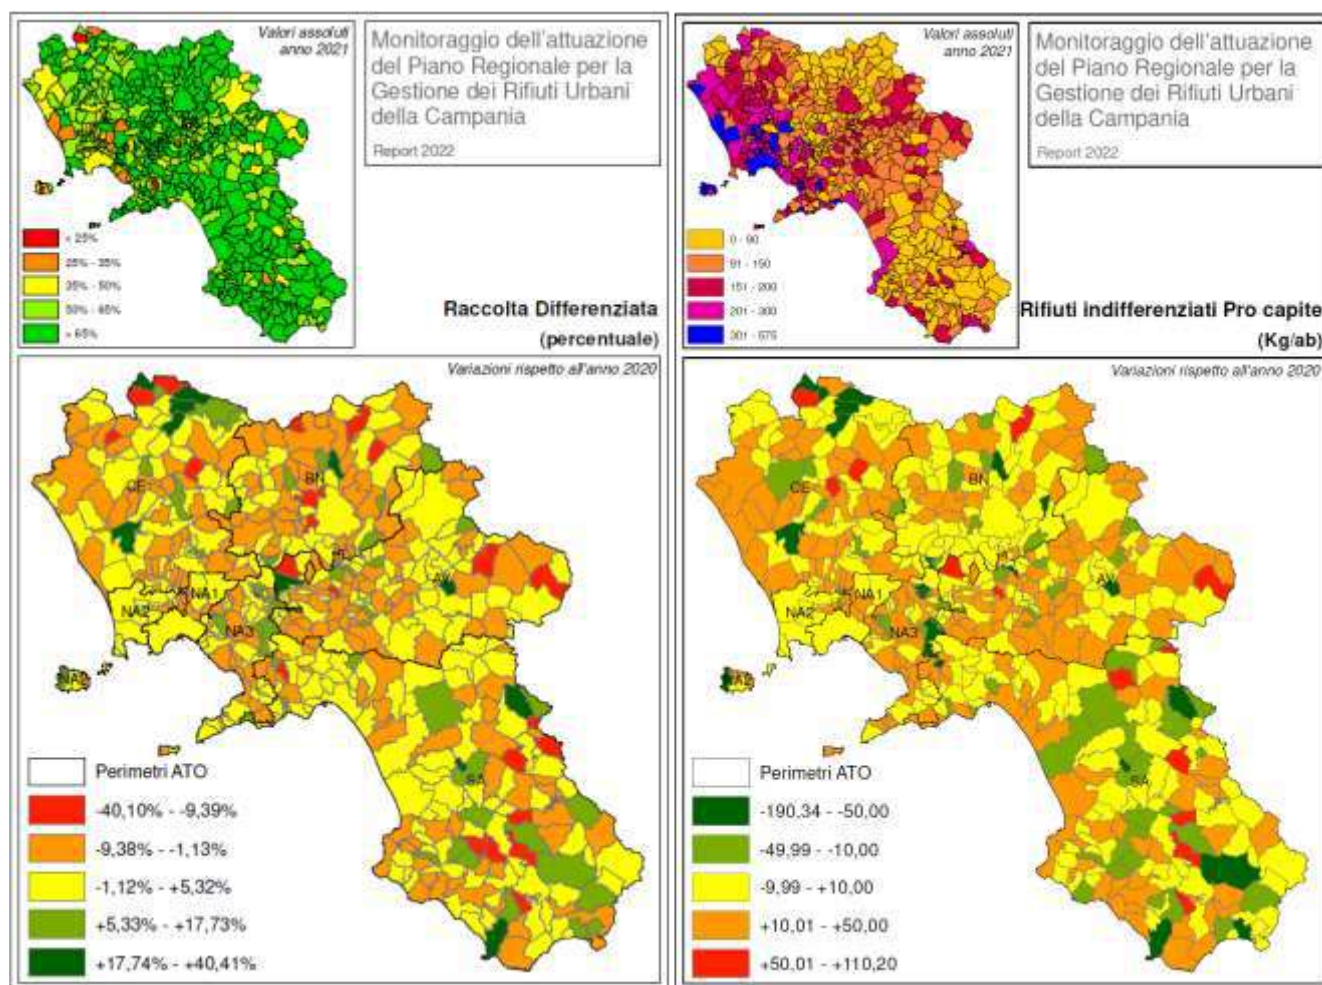 Valori assoluti
anno 2021
Monitoraggio dell'attuazione
del Piano Regionale per la
Gestione dei Rifiuti Urbani
della Campania
Report 2022
< 25%
25% - 35%
35% - 50%
50% - 65%
> 65%
Raccolta Differenziata
(percentuale)
Variazioni rispetto all'anno 2020
CE
BN
AV
NA1
NA2
NA3
SA
Perimetri ATO
-40,10% - -9,39%
-9,38% - -1,13%
-1,12% - +5,32%
+5,33% - +17,73%
+17,74% - +40,41%
Valori assoluti
anno 2021
Monitoraggio dell'attuazione
del Piano Regionale per la
Gestione dei Rifiuti Urbani
della Campania
Report 2022
0 - 90
91 - 150
151 - 200
201 - 300
301 - 575
Rifiuti indifferenziati Pro capite
(Kg/ab)
Variazioni rispetto all'anno 2020
CE
BN
AV
NA1
NA2
NA3
SA
Perimetri ATO
-190,34 - -50,00
-49,99 - -10,00
-9,99 - +10,00
+10,01 - +50,00
+50,01 - +110,20